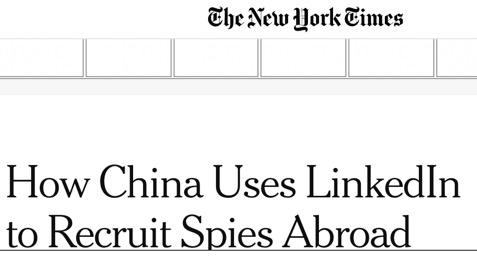 The New York Times
How China Uses LinkedIn
to Recruit Spies Abroad